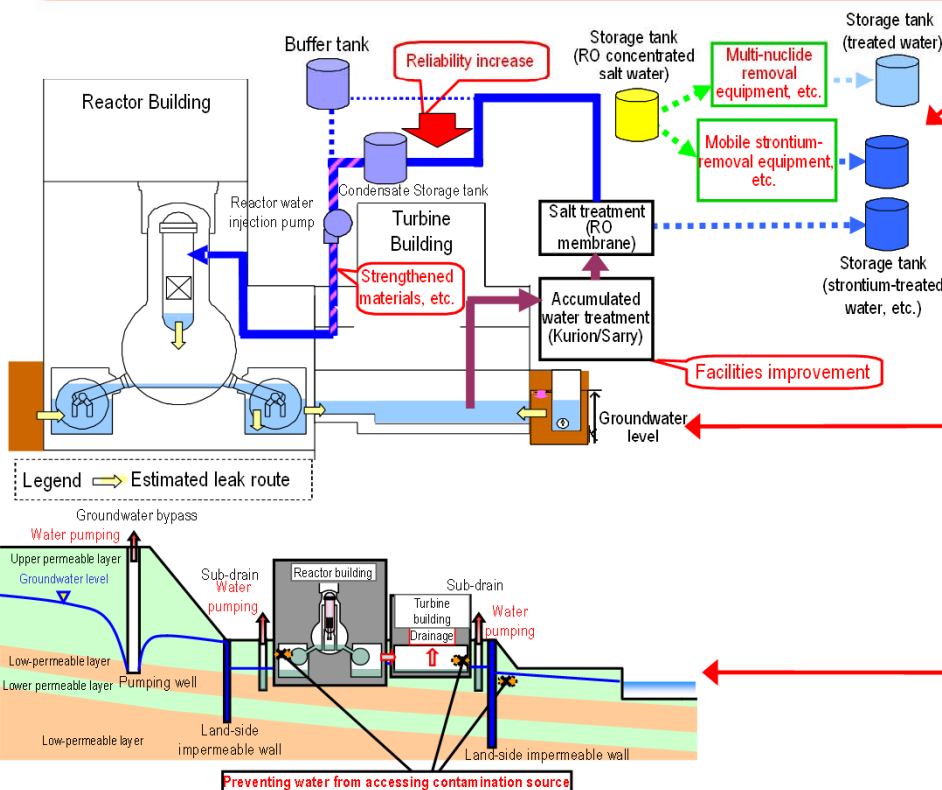 Buffer tank
Reliability increase
Storage tank
(RO concentrated
salt water)
Storage tank
(treated water)
Multi-nuclide
removal
equipment, etc.
Reactor Building
Mobile strontium-
removal equipment,
etc.
Condensate Storage tank
Reactor water
injection pump
Turbine
Building
Salt treatment
(RO
membrane)
Strengthened
materials, etc.
Storage tank
(strontium-treated
water, etc.)
Accumulated
water treatment
(Kurion/Sarry)
Facilities improvement
Groundwater
level
Legend Estimated leak route
Groundwater bypass
Water pumping
Upper permeable layer
Groundwater level
Sub-drain
Water
pumping
Reactor building
Sub-drain
Turbine
building
Water
pumping
Drainage
Low-permeable layer
Lower permeable layer
Pumping well
Land-side
impermeable wall
Low-permeable layer
Land-side impermeable wall
Preventing water from accessing contamination source